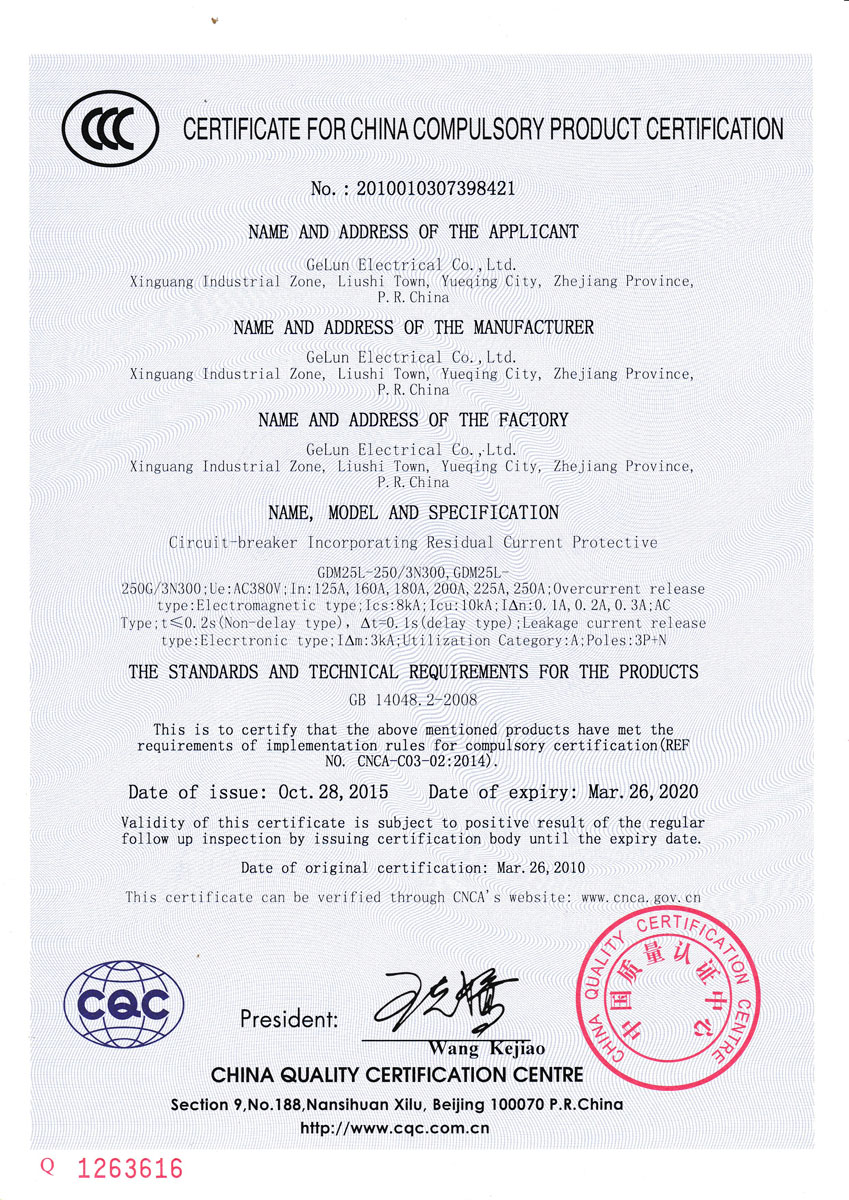 CCC
CERTIFICATE FOR CHINA COMPULSORY PRODUCT CERTIFICATION
No. : 2010010307398421
NAME AND ADDRESS OF THE APPLICANT
GeLun Electrical Co.,Ltd.
Xinguang Industrial Zone, Liushi Town, Yueqing City, Zhejiang Province,
P.R.China
NAME AND ADDRESS OF THE MANUFACTURER
GeLun Electrical Co.,Ltd.
Xinguang Industrial Zone, Liushi Town, Yueqing City, Zhejiang Province,
P.R.China
NAME AND ADDRESS OF THE FACTORY
GeLun Electrical Co.,Ltd.
Xinguang Industrial Zone, Liushi Town, Yueqing City, Zhejiang Province,
P.R.China
NAME, MODEL AND SPECIFICATION
Circuit-breaker Incorporating Residual Current Protective
GDM25L-250/3N300,GDM25L-
250G/3N300;Ue:AC380V;In:125A,160A,180A,200A,225A,250A;Overcurrent release
type:Electromagnetic type;Ics:8kA;Icu:10kA;IΔn:0.1A,0.2A,0.3A;AC
Type;t≤0.2s(Non-delay type), Δt=0.1s(delay type);Leakage current release
type:Elecrtronic type;IΔm:3kA;Utilization Category:A;Poles:3P+N
THE STANDARDS AND TECHNICAL REQUIREMENTS FOR THE PRODUCTS
GB 14048.2-2008
This is to certify that the above mentioned products have met the
requirements of implementation rules for compulsory certification(REF
NO. CNCA-C03-02:2014).
Date of issue: Oct.28,2015 Date of expiry: Mar.26,2020
Validity of this certificate is subject to positive result of the regular
follow up inspection by issuing certification body until the expiry date.
Date of original certification: Mar.26,2010
This certificate can be verified through CNCA's website: www.cnca.gov.cn
CHINA QUALITY CERTIFICATION CENTRE
中国质量认证中心
CQC
President: 王克娇
Wang Kejiao
CHINA QUALITY CERTIFICATION CENTRE
Section 9,No.188,Nansihuan Xilu, Beijing 100070 P.R.China
http://www.cqc.com.cn
Q 1263616